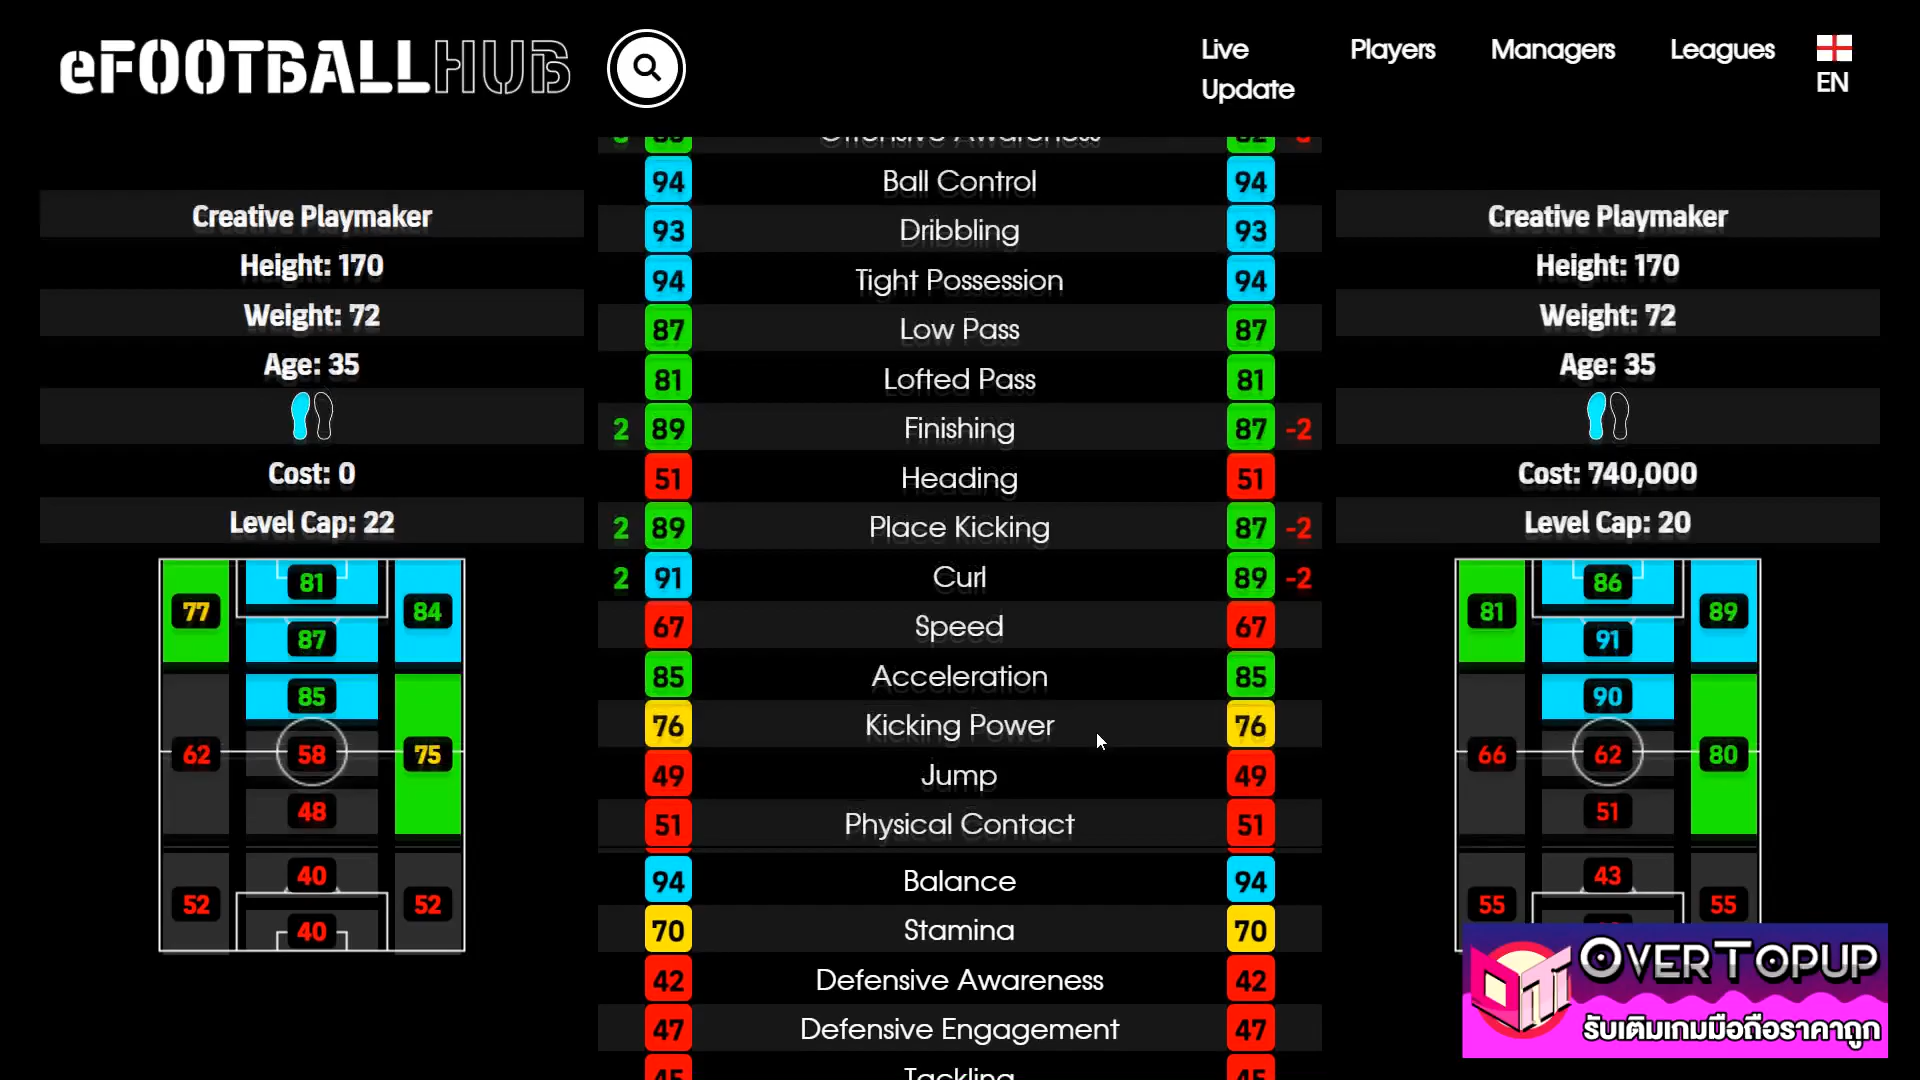 eFOOTBALLHUB
Live Update
Players
Managers
Leagues
EN
Creative Playmaker
Height: 170
Weight: 72
Age: 35
Cost: 0
Level Cap: 22
77
81
84
87
85
62
58
75
48
40
52
52
40
Offensive Awareness
94 Ball Control 94
93 Dribbling 93
94 Tight Possession 94
87 Low Pass 87
81 Lofted Pass 81
2 89 Finishing 87 -2
51 Heading 51
2 89 Place Kicking 87 -2
2 91 Curl 89 -2
67 Speed 67
85 Acceleration 85
76 Kicking Power 76
49 Jump 49
51 Physical Contact 51
94 Balance 94
70 Stamina 70
42 Defensive Awareness 42
47 Defensive Engagement 47
45 Tackling 45
Creative Playmaker
Height: 170
Weight: 72
Age: 35
Cost: 740,000
Level Cap: 20
81
86
89
91
90
66
62
80
51
43
55
55
OVERTOPUP
รับเติมเกมมือถือราคาถูก